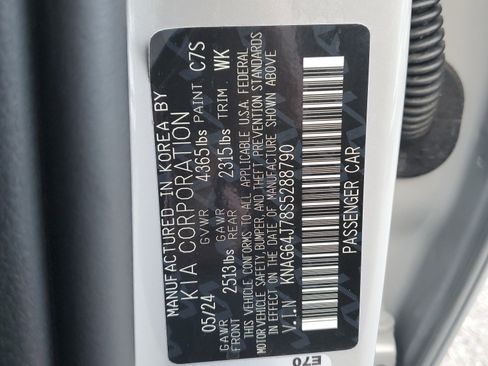 MANUFACTURED IN KOREA BY
KIA CORPORATION
05/24 GVWR 4365lbs PAINT C7S
GAWR FRONT 2513lbs GAWR REAR 2315lbs TRIM WK
THIS VEHICLE CONFORMS TO ALL APPLICABLE U.S.A. FEDERAL
MOTOR VEHICLE SAFETY, BUMPER, AND THEFT PREVENTION STANDARDS
IN EFFECT ON THE DATE OF MANUFACTURE SHOWN ABOVE
V.I.N KNAG64J78S5288790
PASSENGER CAR
E70